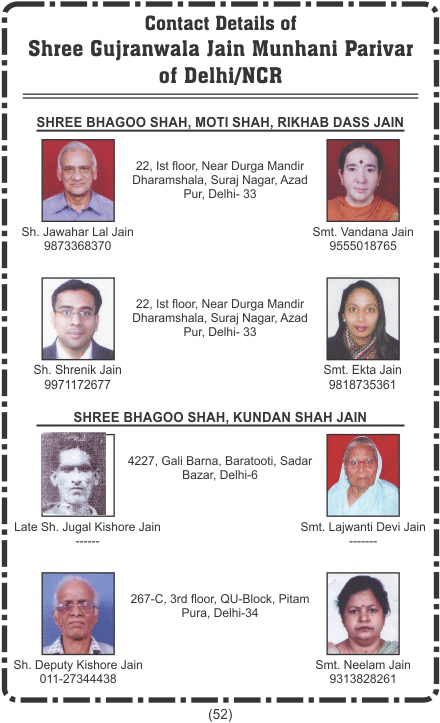 Contact Details of
Shree Gujranwala Jain Munhani Parivar
of Delhi/NCR
SHREE BHAGOO SHAH, MOTI SHAH, RIKHAB DASS JAIN
22, Ist floor, Near Durga Mandir
Dharamshala, Suraj Nagar, Azad
Pur, Delhi- 33
Sh. Jawahar Lal Jain
9873368370
Smt. Vandana Jain
9555018765
22, Ist floor, Near Durga Mandir
Dharamshala, Suraj Nagar, Azad
Pur, Delhi- 33
Sh. Shrenik Jain
9971172677
Smt. Ekta Jain
9818735361
SHREE BHAGOO SHAH, KUNDAN SHAH JAIN
4227, Gali Barna, Baratooti, Sadar
Bazar, Delhi-6
Late Sh. Jugal Kishore Jain
------
Smt. Lajwanti Devi Jain
-------
267-C, 3rd floor, QU-Block, Pitam
Pura, Delhi-34
Sh. Deputy Kishore Jain
011-27344438
Smt. Neelam Jain
9313828261
(52)